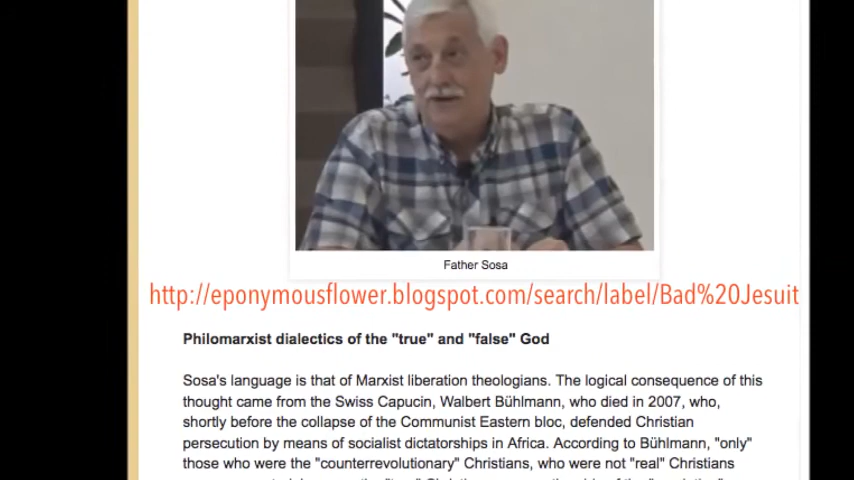 Father Sosa
http://eponymousflower.blogspot.com/search/label/Bad%20Jesuit
Philomarxist dialectics of the "true" and "false" God
Sosa's language is that of Marxist liberation theologians. The logical consequence of this
thought came from the Swiss Capucin, Walbert Bühlmann, who died in 2007, who,
shortly before the collapse of the Communist Eastern bloc, defended Christian
persecution by means of socialist dictatorships in Africa. According to Bühlmann, "only"
those who were the "counterrevolutionary" Christians, who were not "real" Christians